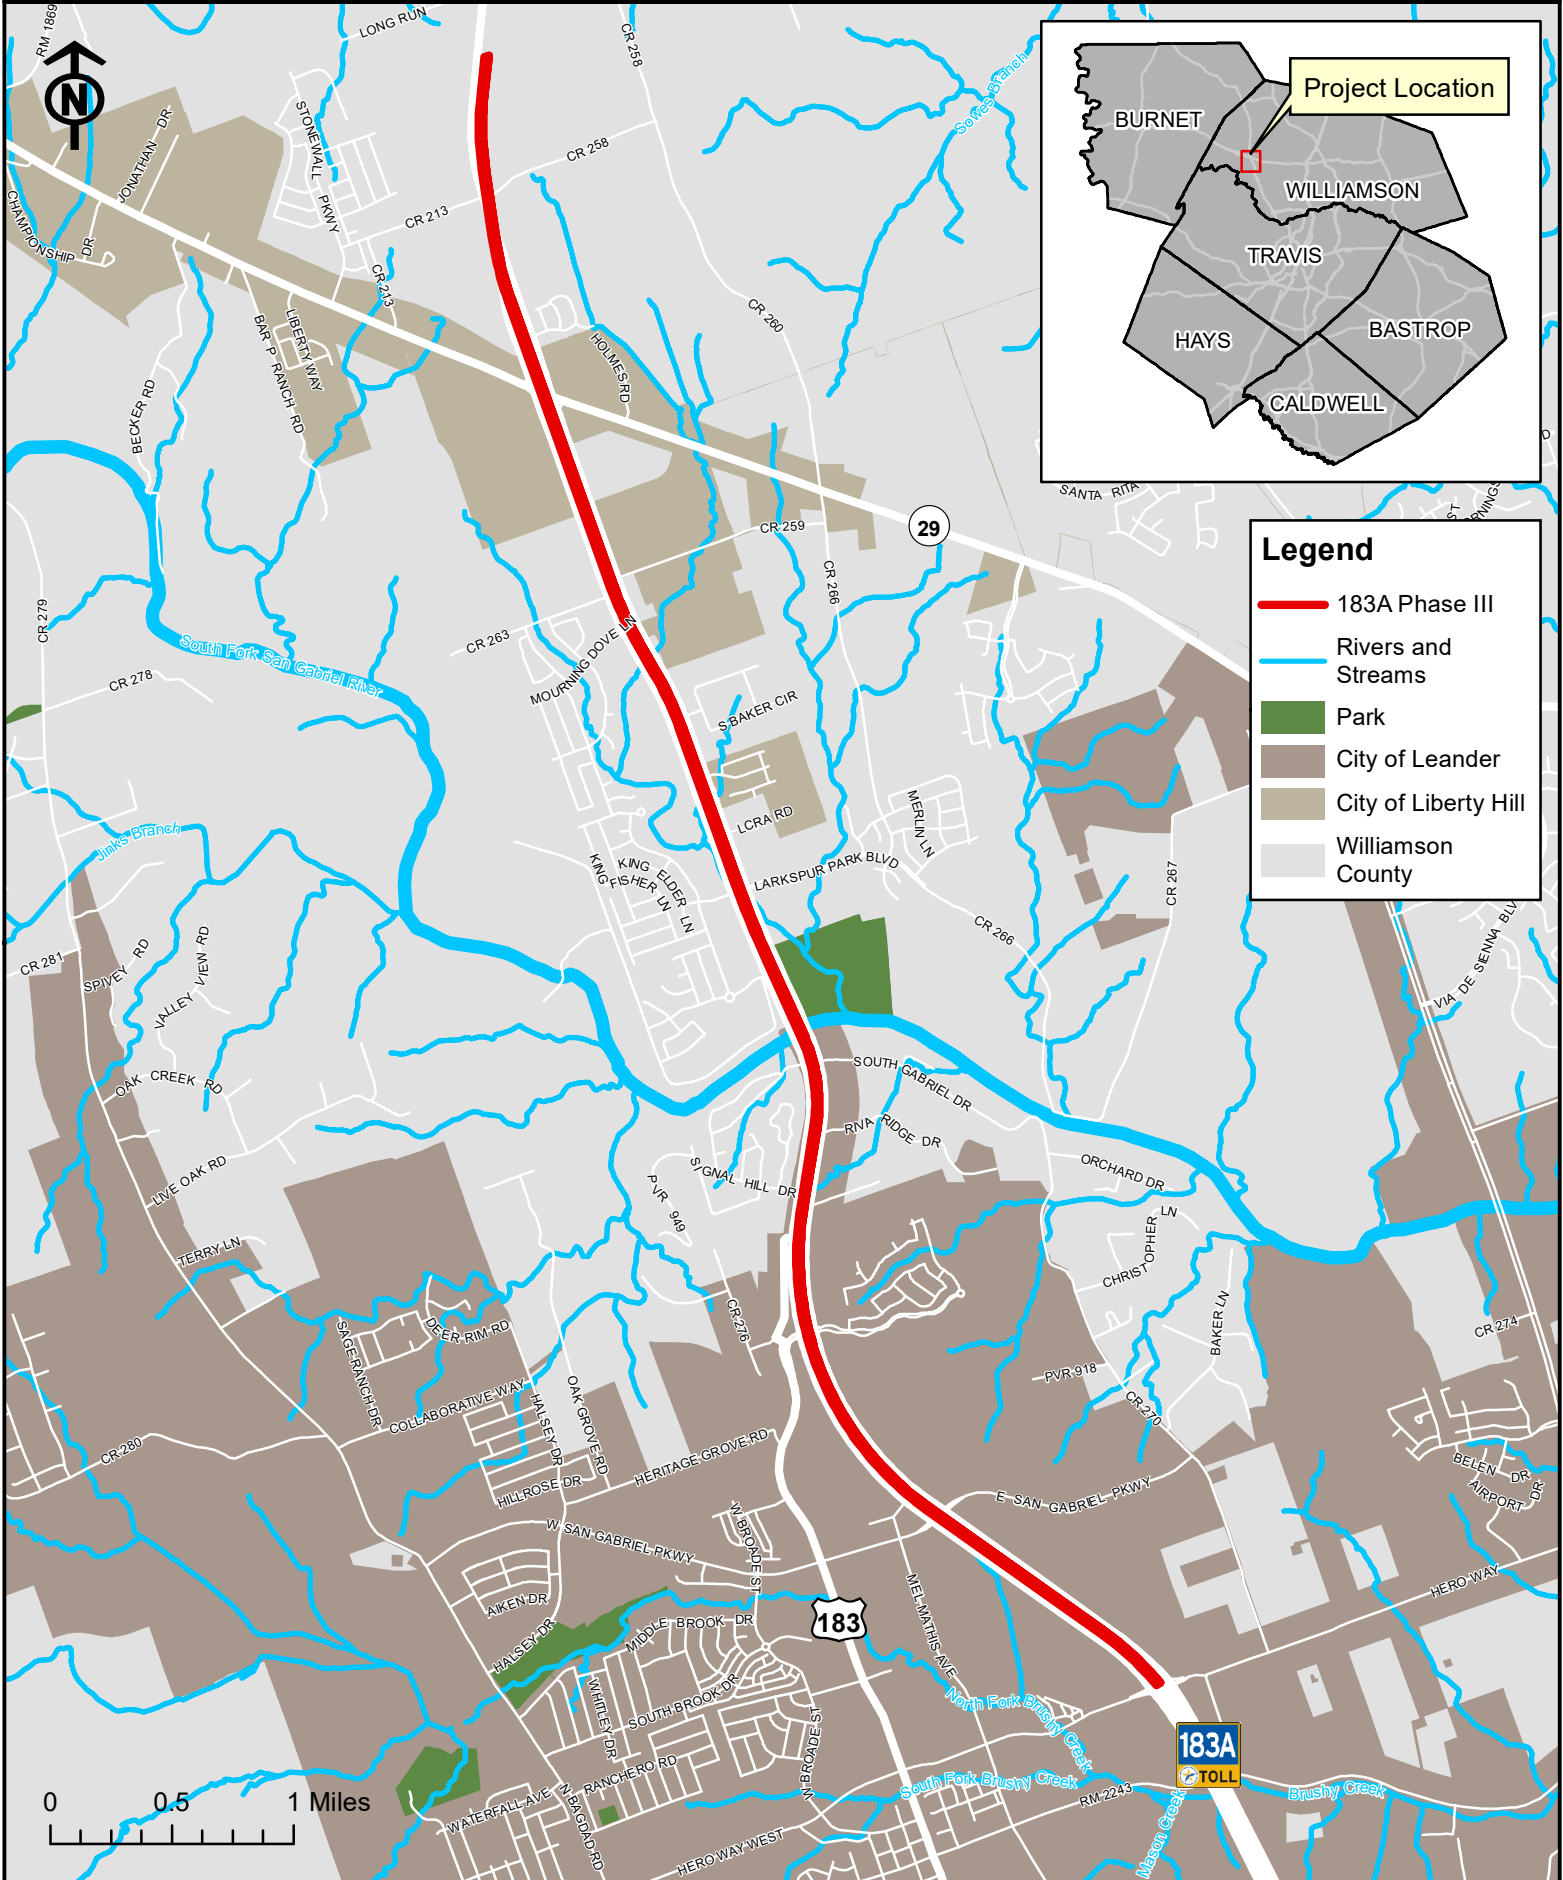 RM 1869
LONG RUN
CR 258
Sowes Branch
N
JONATHAN DR
STONEWALL PKWY
CR 258
CR 213
CHAMPIONSHIP DR
CR 213
CR 260
BAR P RANCH RD
LIBERTY WAY
HOLMES RD
BECKER RD
Project Location
BURNET
WILLIAMSON
TRAVIS
HAYS
BASTROP
CALDWELL
SANTA RITA
CR 259
29
CR 266
CR 279
CR 263
MOURNING DOVE LN
South Fork San Gabriel River
CR 278
S BAKER CIR
Legend
183A Phase III
Rivers and
Streams
Park
City of Leander
City of Liberty Hill
Williamson
County
Jinks Branch
LCRA RD
MERLIN LN
KING FISHER LN
KING ELDER LN
LARKSPUR PARK BLVD
CR 267
CR 266
CR 281
SPIVEY RD
VALLEY VIEW RD
VIA DE SIENNA BLV
OAK CREEK RD
SOUTH GABRIEL DR
RIVA RIDGE DR
LIVE OAK RD
SIGNAL HILL DR
PVR 949
ORCHARD DR
TERRY LN
CHRISTOPHER LN
BAKER LN
CR 276
CR 274
SAGE RANCH DR
DEER RIM RD
PVR 918
COLLABORATIVE WAY
HALSEY DR
OAK GROVE RD
CR 270
CR 280
HERITAGE GROVE RD
HILLROSE DR
E SAN GABRIEL PKWY
BELEN DR
AIRPORT DR
W SAN GABRIEL PKWY
W BROADE ST
AIKEN DR
MEL MATHIS AVE
HERO WAY
183
HALSEY DR
MIDDLE BROOK DR
WHITLEY DR
SOUTH BROOK DR
W BROADE ST
North Fork Brushy Creek
183A
TOLL
RANCHERO RD
South Fork Brushy Creek
RM 2243
Brushy Creek
Mason Creek
WATERFALL AVE
N BAGDAD RD
HERO WAY WEST
0 0.5 1 Miles